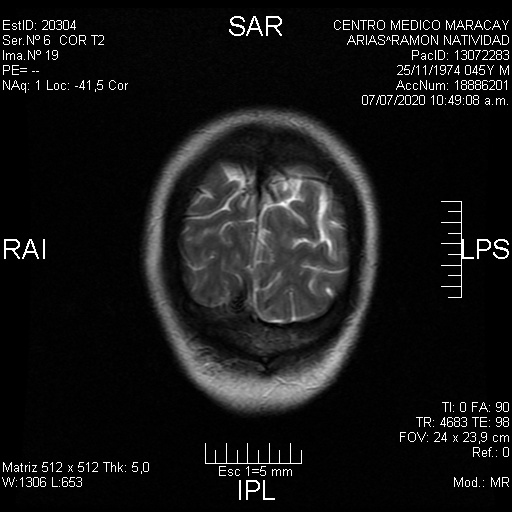 EstID: 20304
Ser.Nº 6 COR T2
Ima.Nº 19
PE= --
NAq: 1 Loc: -41,5 Cor
SAR
CENTRO MEDICO MARACAY
ARIAS^RAMON NATIVIDAD
PacID: 13072283
25/11/1974 045Y M
AccNum: 18886201
07/07/2020 10:49:08 a.m.
RAI
LPS
TI: 0 FA: 90
TR: 4683 TE: 98
FOV: 24 x 23,9 cm
Ref.: 0
Matriz 512 x 512 Thk: 5,0
W:1306 L:653
Esc 1=5 mm
IPL
Mod.: MR